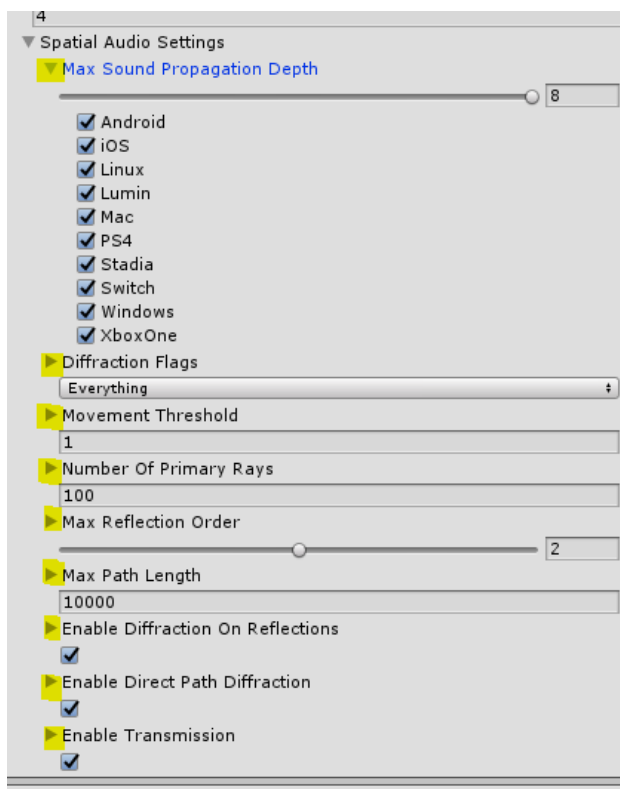 4
Spatial Audio Settings
Max Sound Propagation Depth
8
Android
iOS
Linux
Lumin
Mac
PS4
Stadia
Switch
Windows
XboxOne
Diffraction Flags
Everything
Movement Threshold
1
Number Of Primary Rays
100
Max Reflection Order
2
Max Path Length
10000
Enable Diffraction On Reflections
Enable Direct Path Diffraction
Enable Transmission